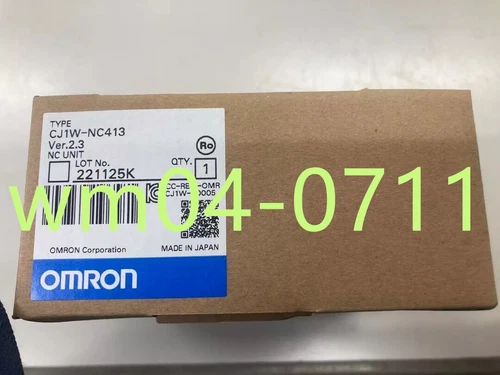 TYPE
CJ1W-NC413
Ver.2.3
NC UNIT
LOT No.
QTY.
221125K
1
Ro
wm04-0711
OMRON Corporation
MADE IN JAPAN
OMRON